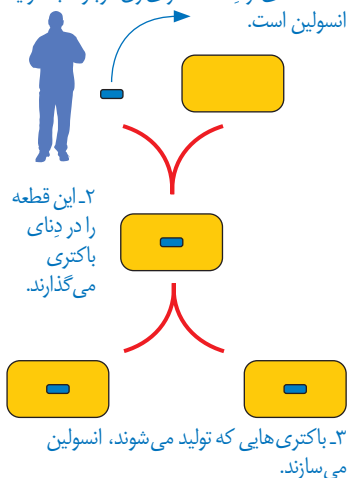 انسولین است.
۲ـ این قطعه
را در دِنای
باکتری
می‌گذارند.
۳ـ باکتری‌هایی که تولید می‌شوند، انسولین
می‌سازند.